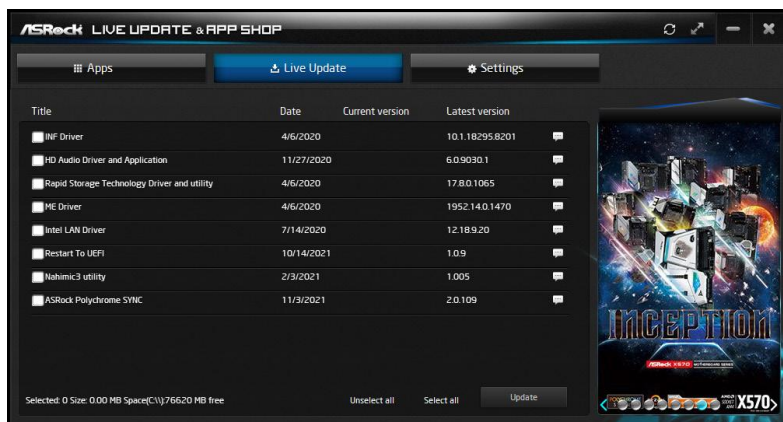 ASRock LIVE UPDATE & APP SHOP
Apps
Live Update
Settings
Title Date Current version Latest version
INF Driver 4/6/2020 10.1.18295.8201
HD Audio Driver and Application 11/27/2020 6.0.9030.1
Rapid Storage Technology Driver and utility 4/6/2020 17.8.0.1065
ME Driver 4/6/2020 1952.14.0.1470
Intel LAN Driver 7/14/2020 12.18.9.20
Restart To UEFI 10/14/2021 1.0.9
Nahimic3 utility 2/3/2021 1.005
ASRock Polychrome SYNC 11/3/2021 2.0.109
Selected: 0 Size: 0.00 MB Space(C:\\):76620 MB free
Unselect all
Select all
Update
INCEPTION
ASRock X570 MOTHERBOARD SERIES
X570